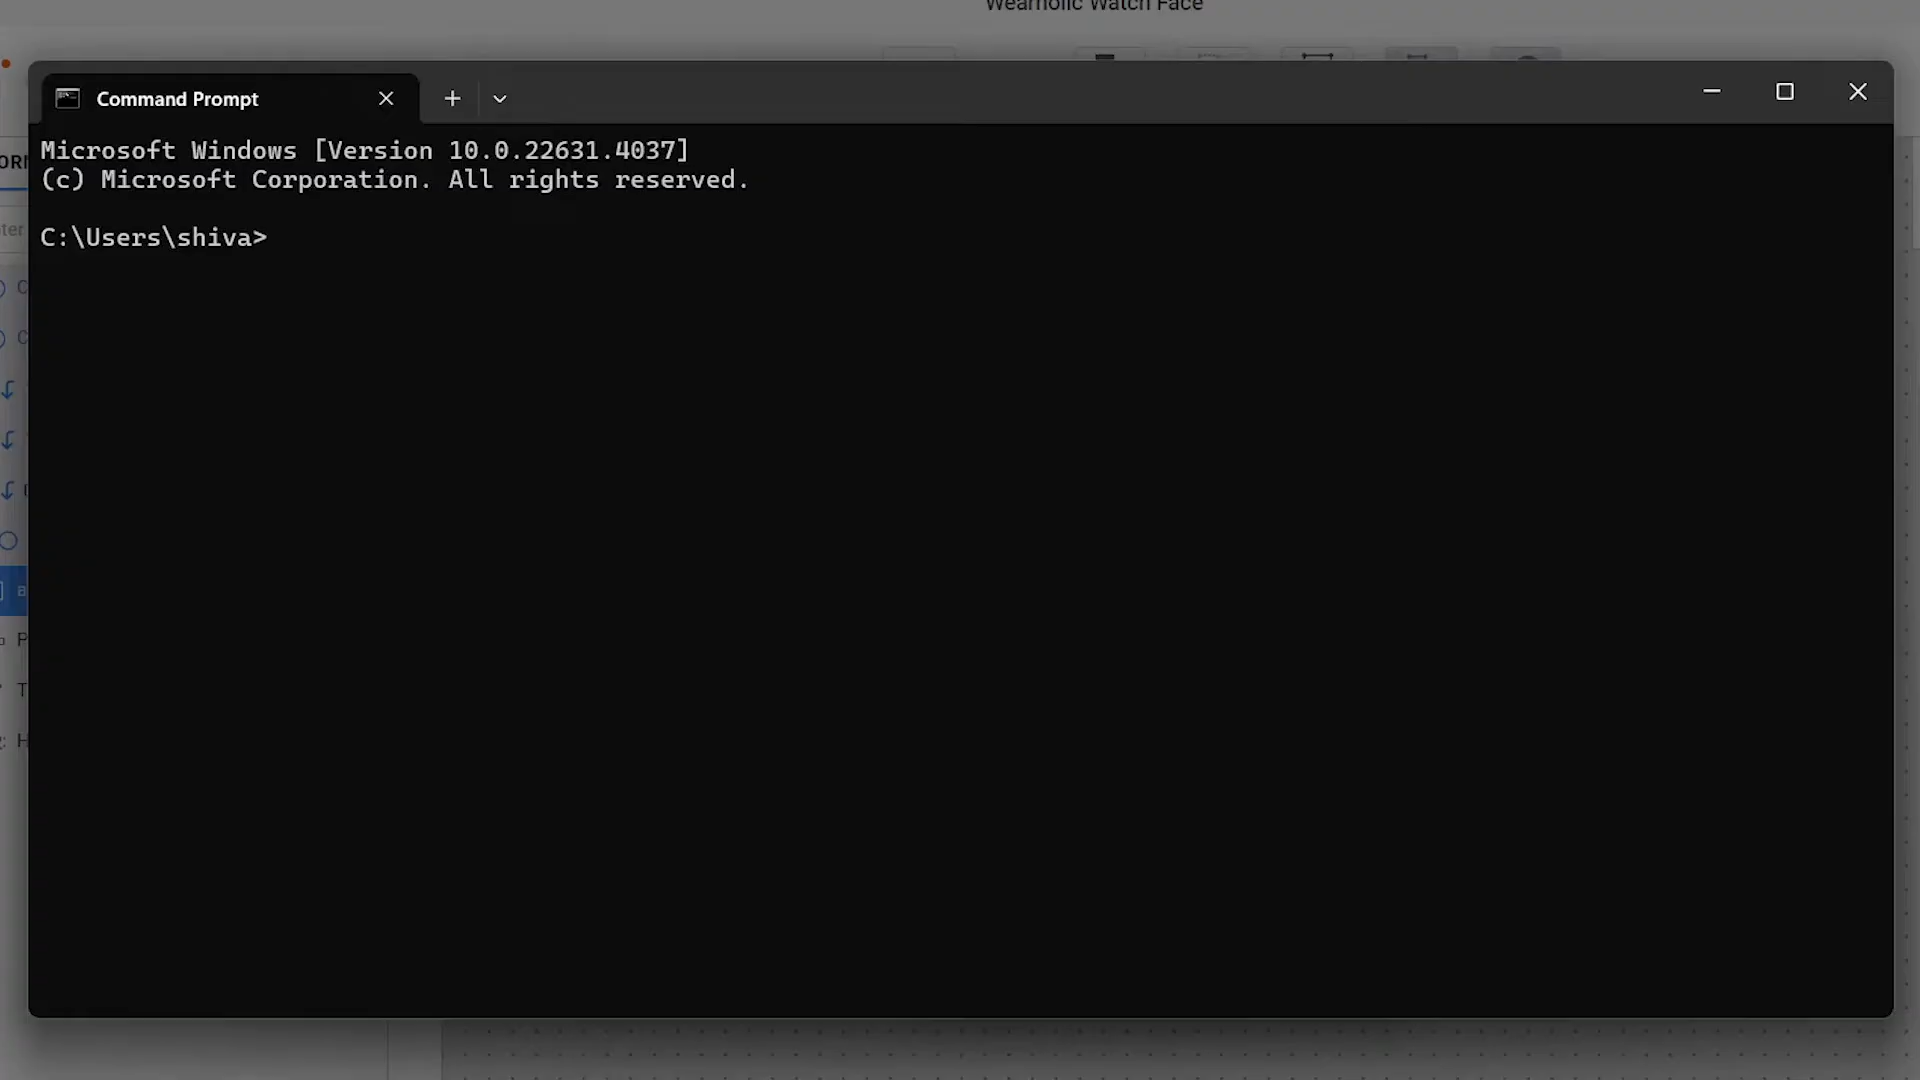 Wearholic Watch Face
Command Prompt
Microsoft Windows [Version 10.0.22631.4037]
(c) Microsoft Corporation. All rights reserved.
C:\Users\shiva>